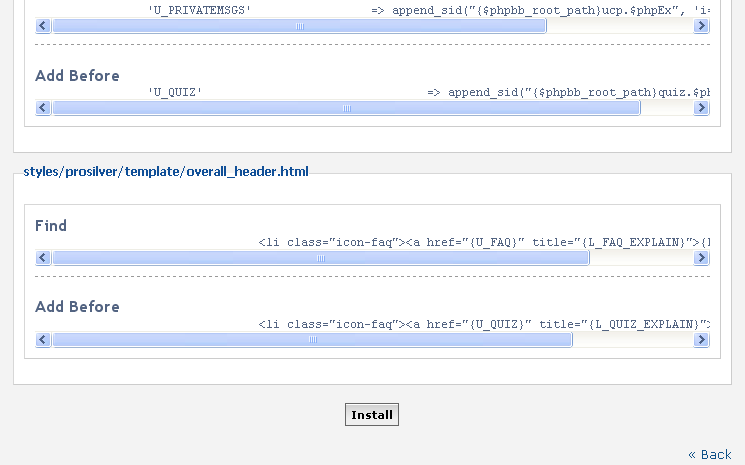 'U_PRIVATEMSGS' => append_sid("{$phpbb_root_path}ucp.$phpEx", 'i=
Add Before
'U_QUIZ' => append_sid("{$phpbb_root_path}quiz.$ph
styles/prosilver/template/overall_header.html
Find
<li class="icon-faq"><a href="{U_FAQ}" title="{L_FAQ_EXPLAIN}">{
Add Before
<li class="icon-faq"><a href="{U_QUIZ}" title="{L_QUIZ_EXPLAIN}">
Install
« Back